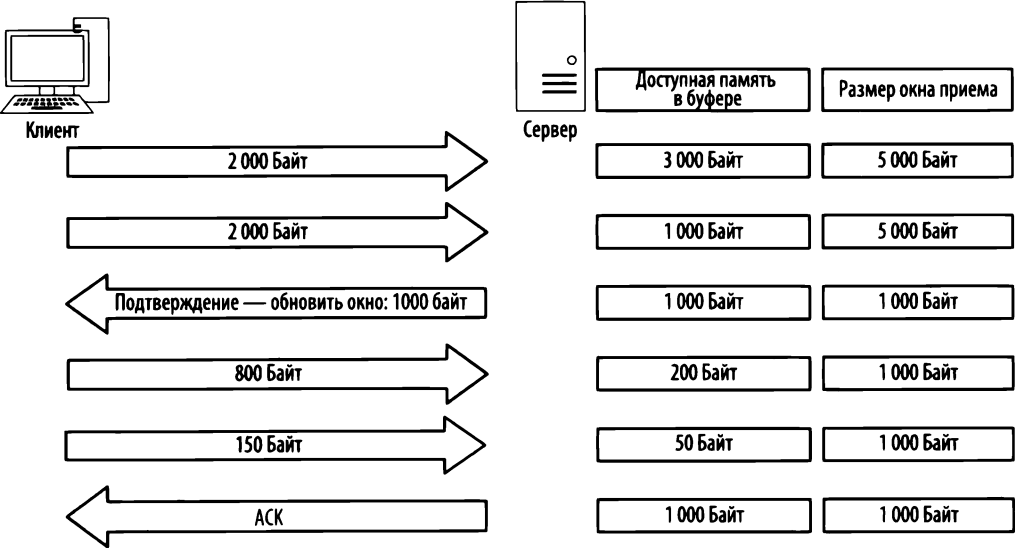 Клиент
Сервер
Доступная память
в буфере
Размер окна приема
2 000 Байт
3 000 Байт
5 000 Байт
2 000 Байт
1 000 Байт
5 000 Байт
Подтверждение — обновить окно: 1000 байт
1 000 Байт
1 000 Байт
800 Байт
200 Байт
1 000 Байт
150 Байт
50 Байт
1 000 Байт
ACK
1 000 Байт
1 000 Байт